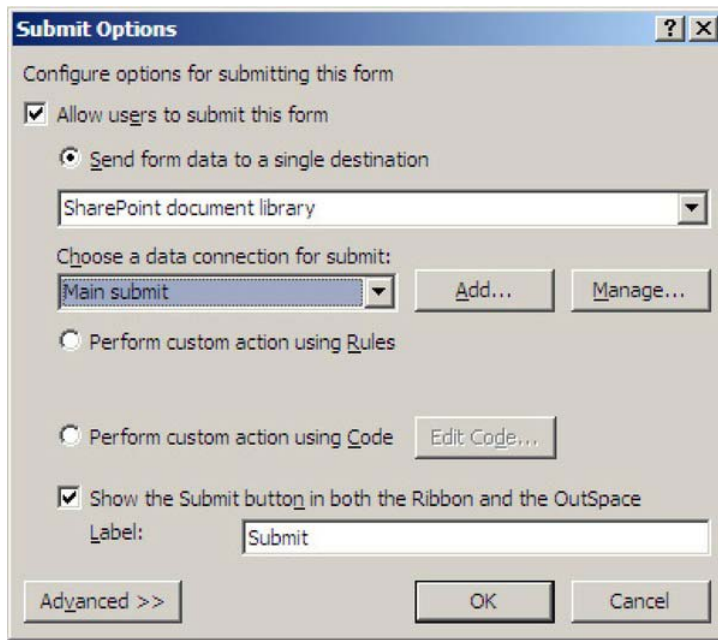 Submit Options
Configure options for submitting this form
Allow users to submit this form
Send form data to a single destination
SharePoint document library
Choose a data connection for submit:
Main submit Add... Manage...
Perform custom action using Rules
Perform custom action using Code Edit Code...
Show the Submit button in both the Ribbon and the OutSpace
Label: Submit
Advanced >> OK Cancel